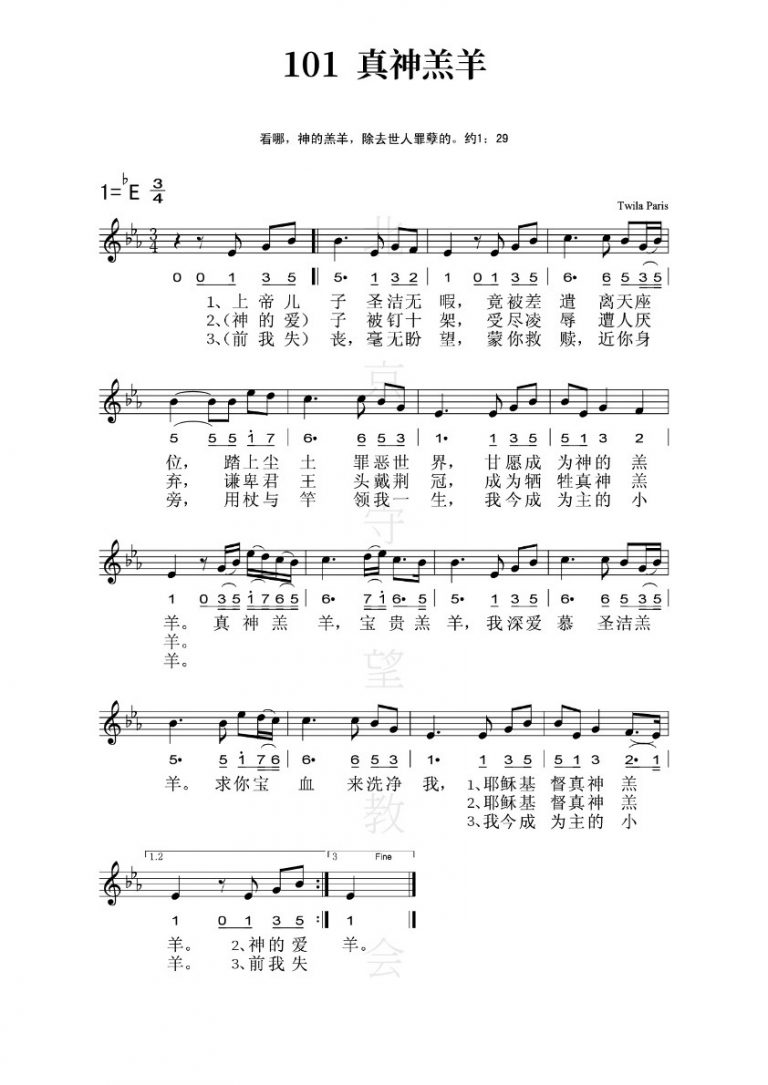 101 真神羔羊
看哪，神的羔羊，除去世人罪孽的。约1：29
1=♭E 3/4
Twila Paris
0 0 1 3 5 ‖ 5· 1 3 2 | 1 0 1 3 5 | 6· 6 5 3 5
1、上帝儿 子 圣洁无 暇， 竟被差 遣 离天座
2、（神的爱）子 被钉十 架， 受尽凌 辱 遭人厌
3、（前我失）丧，毫无盼 望， 蒙你救 赎，近你身
5 5 5 1 7 | 6· 6 5 3 | 1· 1 3 5 | 5 1 3 2
位， 踏上尘 土 罪恶世 界， 甘愿成 为神的 羔
弃， 谦卑君 王 头戴荆 冠， 成为牺 牲真神 羔
旁， 用杖与 竿 领我一 生， 我今成 为主的 小
1 0 3 5 1 7 6 5 | 6· 7 1 6 5 | 5· 1 3 5 | 6· 6 5 3 5
羊。 真 神 羔 羊，宝 贵 羔 羊，我 深 爱 慕 圣洁羔
羊。
羊。
5· 5 1 7 6 | 6· 6 5 3 | 1· 1 3 5 | 5 1 3 2· 1
羊。 求你宝 血 来洗净 我， 1、耶稣基 督真神 羔
2、耶稣基 督真神 羔
3、我今成 为主的 小
1.2 3 Fine
1 0 1 3 5 1
羊。 2、神的爱 羊。
羊。 3、前我失
北京守望教会